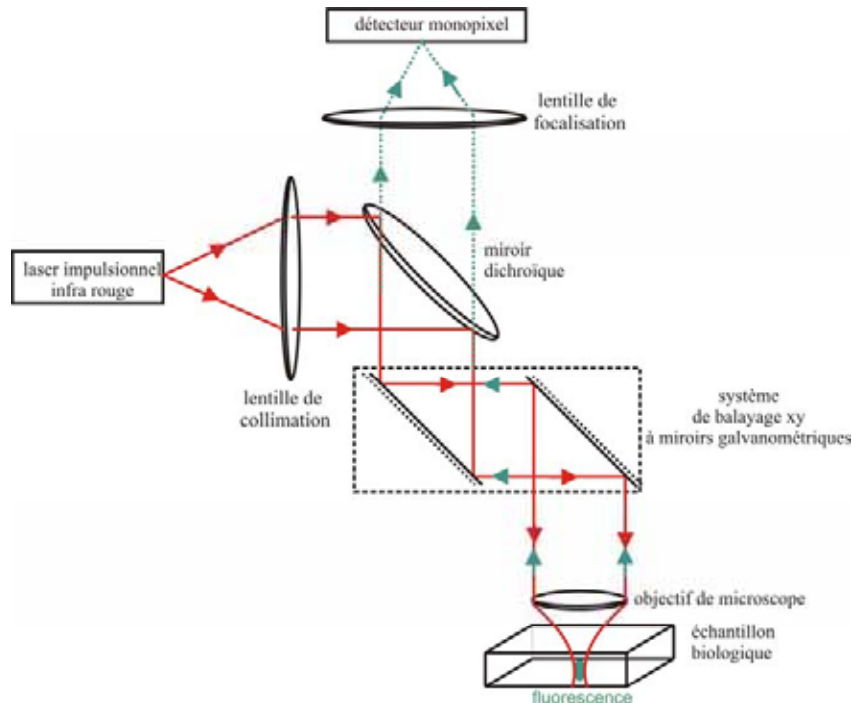 détecteur monopixel
lentille de
focalisation
miroir
dichroïque
laser impulsionnel
infra rouge
lentille de
collimation
système
de balayage xy
à miroirs galvanométriques
objectif de microscope
échantillon
biologique
fluorescence